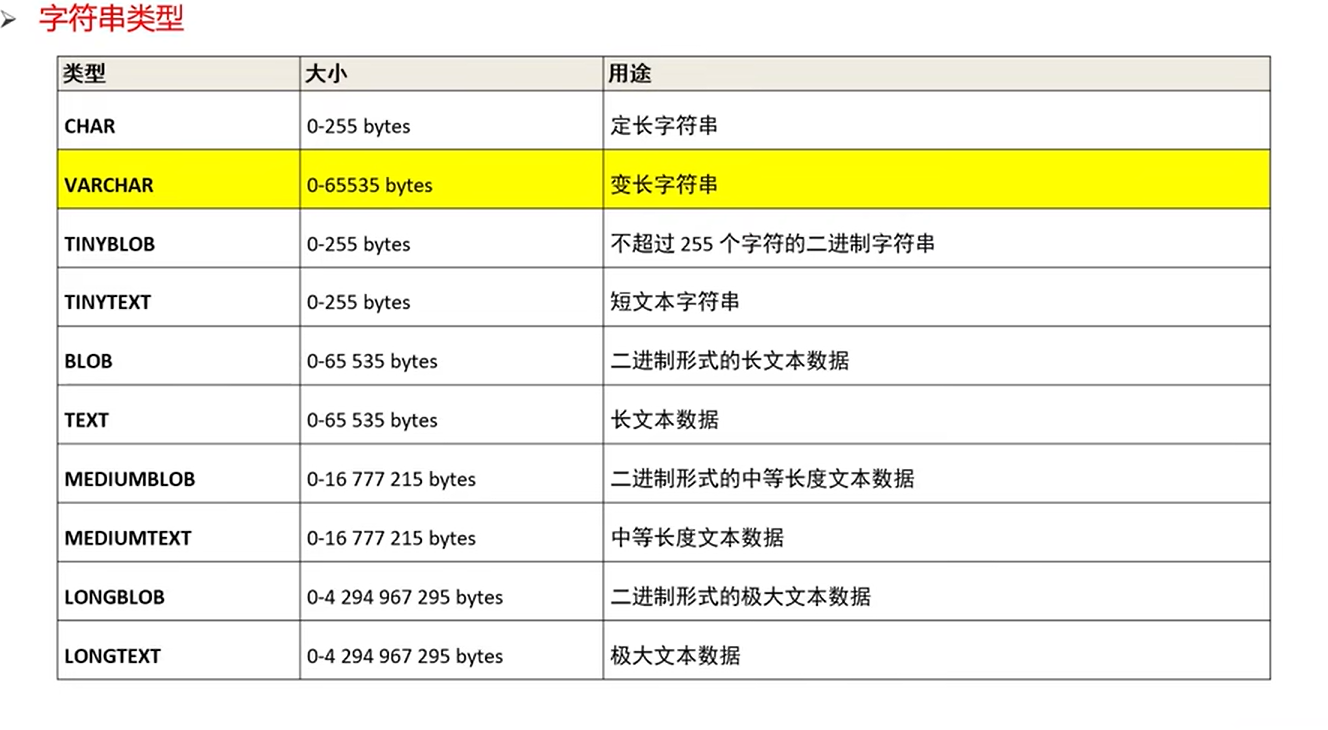 字符串类型
类型 大小 用途
CHAR 0-255 bytes 定长字符串
VARCHAR 0-65535 bytes 变长字符串
TINYBLOB 0-255 bytes 不超过 255 个字符的二进制字符串
TINYTEXT 0-255 bytes 短文本字符串
BLOB 0-65 535 bytes 二进制形式的长文本数据
TEXT 0-65 535 bytes 长文本数据
MEDIUMBLOB 0-16 777 215 bytes 二进制形式的中等长度文本数据
MEDIUMTEXT 0-16 777 215 bytes 中等长度文本数据
LONGBLOB 0-4 294 967 295 bytes 二进制形式的极大文本数据
LONGTEXT 0-4 294 967 295 bytes 极大文本数据